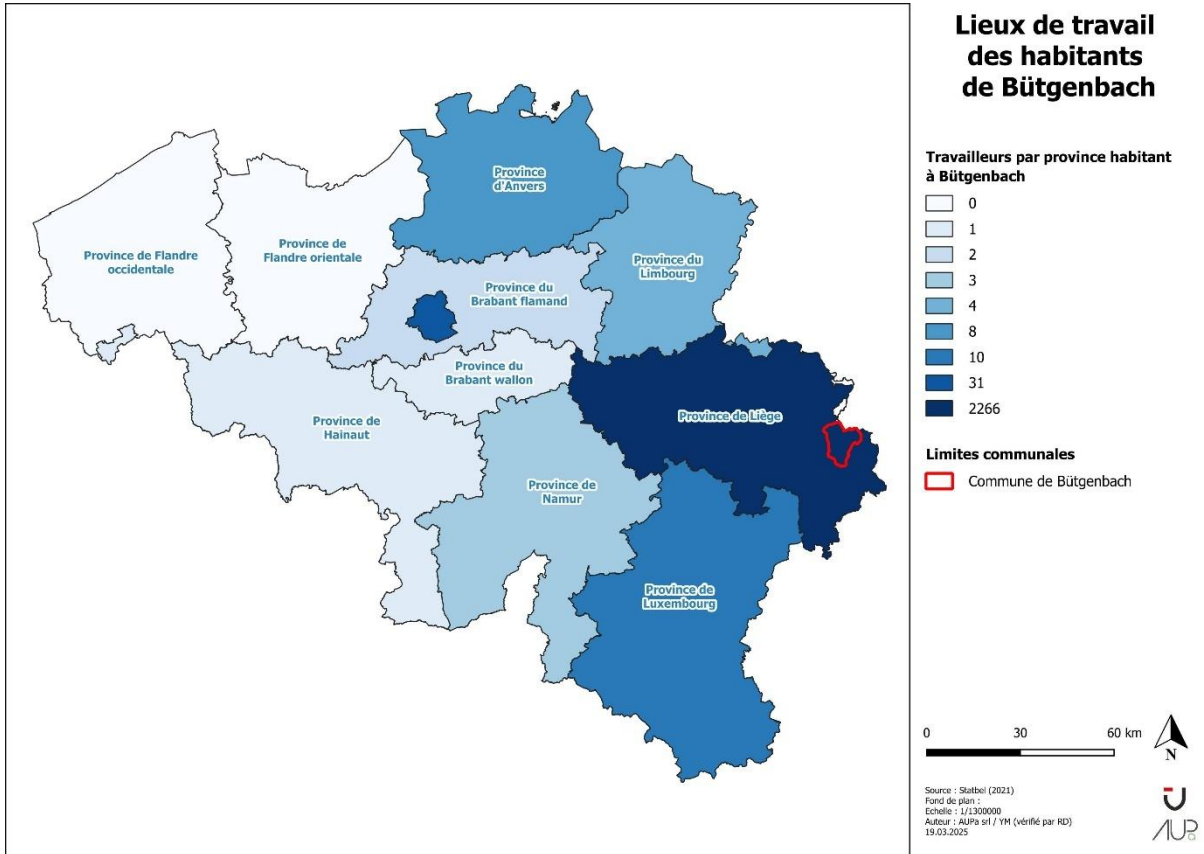 Lieux de travail
des habitants
de Bütgenbach
Travailleurs par province habitant
à Bütgenbach
0
1
2
3
4
8
10
31
2266
Limites communales
Commune de Bütgenbach
Province
d'Anvers
Province de Flandre
occidentale
Province de
Flandre orientale
Province du
Limbourg
Province du
Brabant flamand
Province du
Brabant wallon
Province de
Hainaut
Province de Liège
Province de
Namur
Province de
Luxembourg
0 30 60 km
N
Source : Statbel (2021)
Fond de plan :
Echelle : 1/1300000
Auteur : AUPa srl / YM (vérifié par RD)
19.03.2025
AUPa